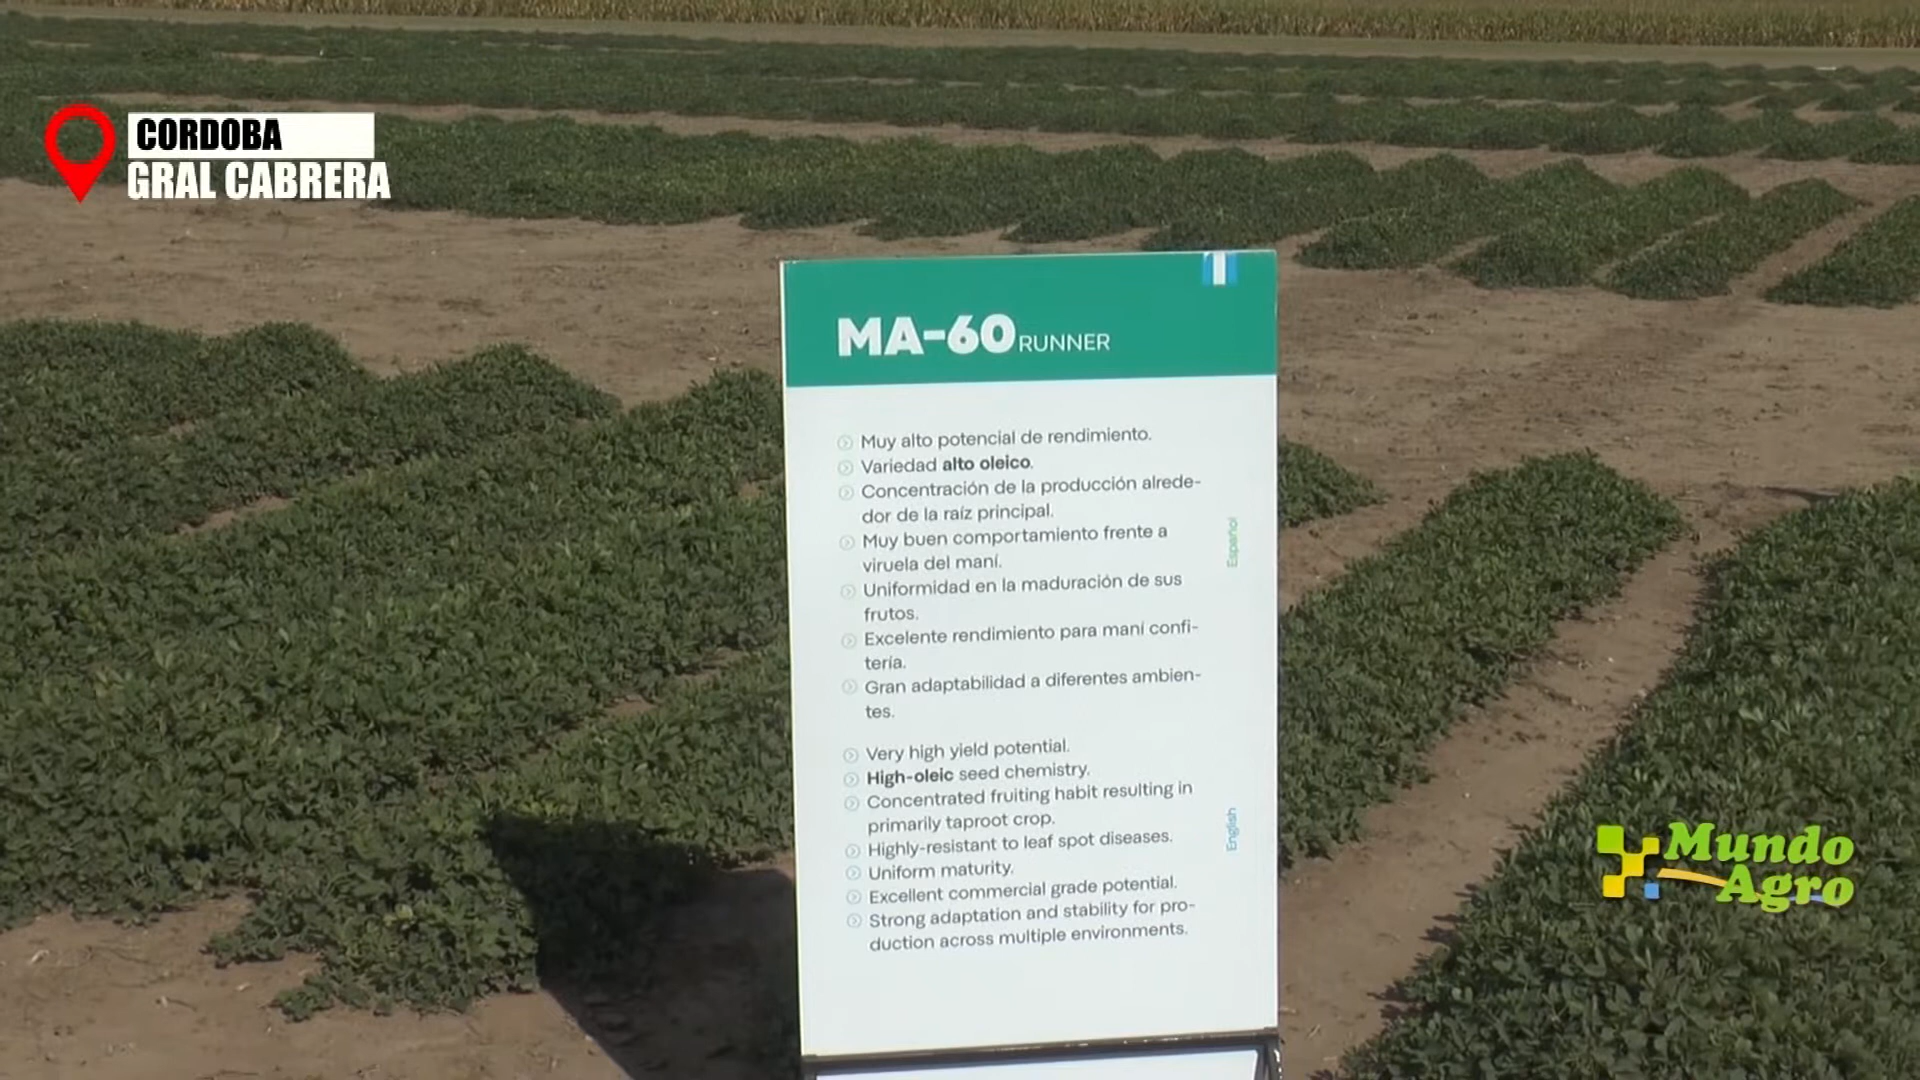 CORDOBA
GRAL CABRERA
MA-60 RUNNER
Muy alto potencial de rendimiento.
Variedad alto oleico.
Concentración de la producción alrede-
dor de la raíz principal.
Muy buen comportamiento frente a
viruela del maní.
Uniformidad en la maduración de sus
frutos.
Excelente rendimiento para maní confi-
tería.
Gran adaptabilidad a diferentes ambien-
tes.
Español
Very high yield potential.
High-oleic seed chemistry.
Concentrated fruiting habit resulting in
primarily taproot crop.
Highly-resistant to leaf spot diseases.
Uniform maturity.
Excellent commercial grade potential.
Strong adaptation and stability for pro-
duction across multiple environments.
English
Mundo
Agro